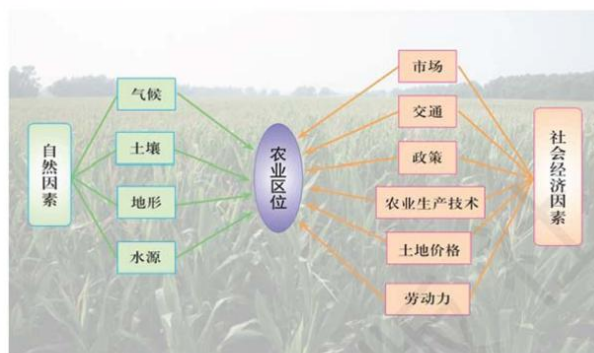 自然因素
气候
土壤
地形
水源
农业区位
市场
交通
政策
农业生产技术
土地价格
劳动力
社会经济因素